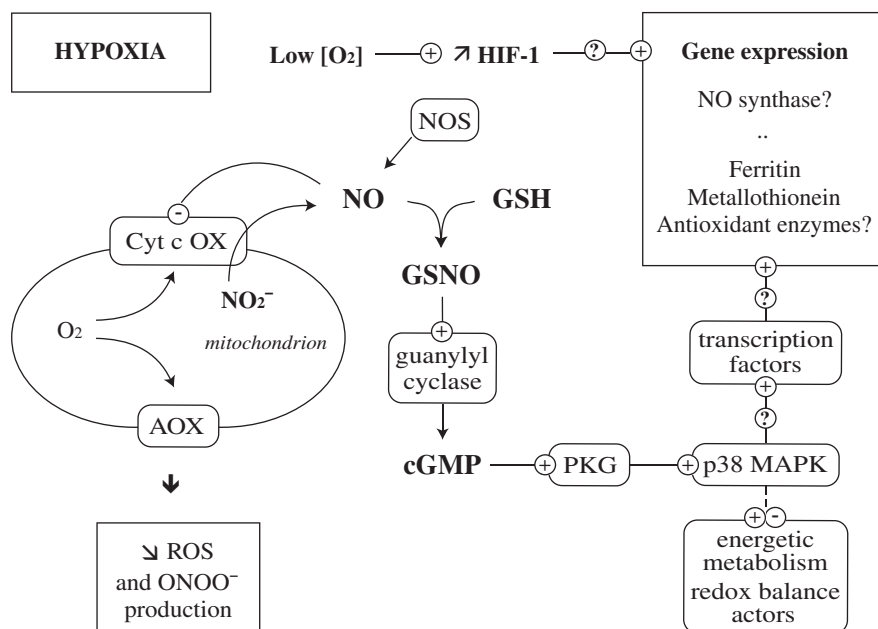 HYPOXIA
Low [O₂] + ↗ HIF-1 ? +
Gene expression
NO synthase?
..
Ferritin
Metallothionein
Antioxidant enzymes?
NOS
NO
GSH
-
Cyt c OX
NO₂⁻
GSNO
O₂
mitochondrion
+
guanylyl
cyclase
AOX
cGMP + PKG + p38 MAPK
+
?
transcription
factors
+
?
+ -
energetic
metabolism
redox balance
actors
↘ ROS
and ONOO⁻
production